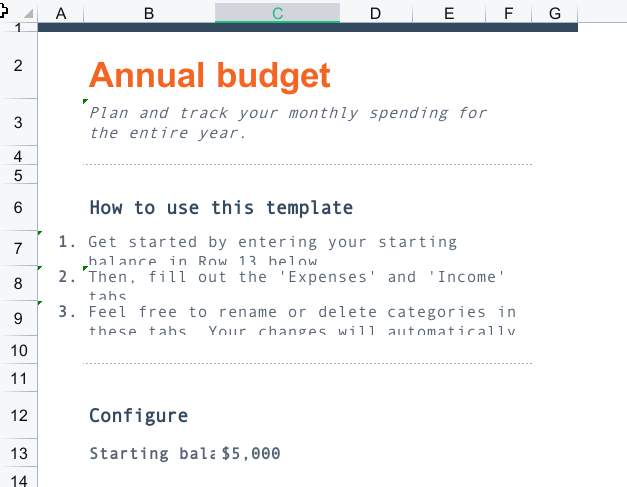 A B C D E F G
1
2 Annual budget
3 Plan and track your monthly spending for
the entire year.
4
5
6 How to use this template
7 1. Get started by entering your starting
balance in Row 13 below
8 2. Then, fill out the 'Expenses' and 'Income'
tabs
9 3. Feel free to rename or delete categories in
these tabs. Your changes will automatically
10
11
12 Configure
13 Starting bala $5,000
14